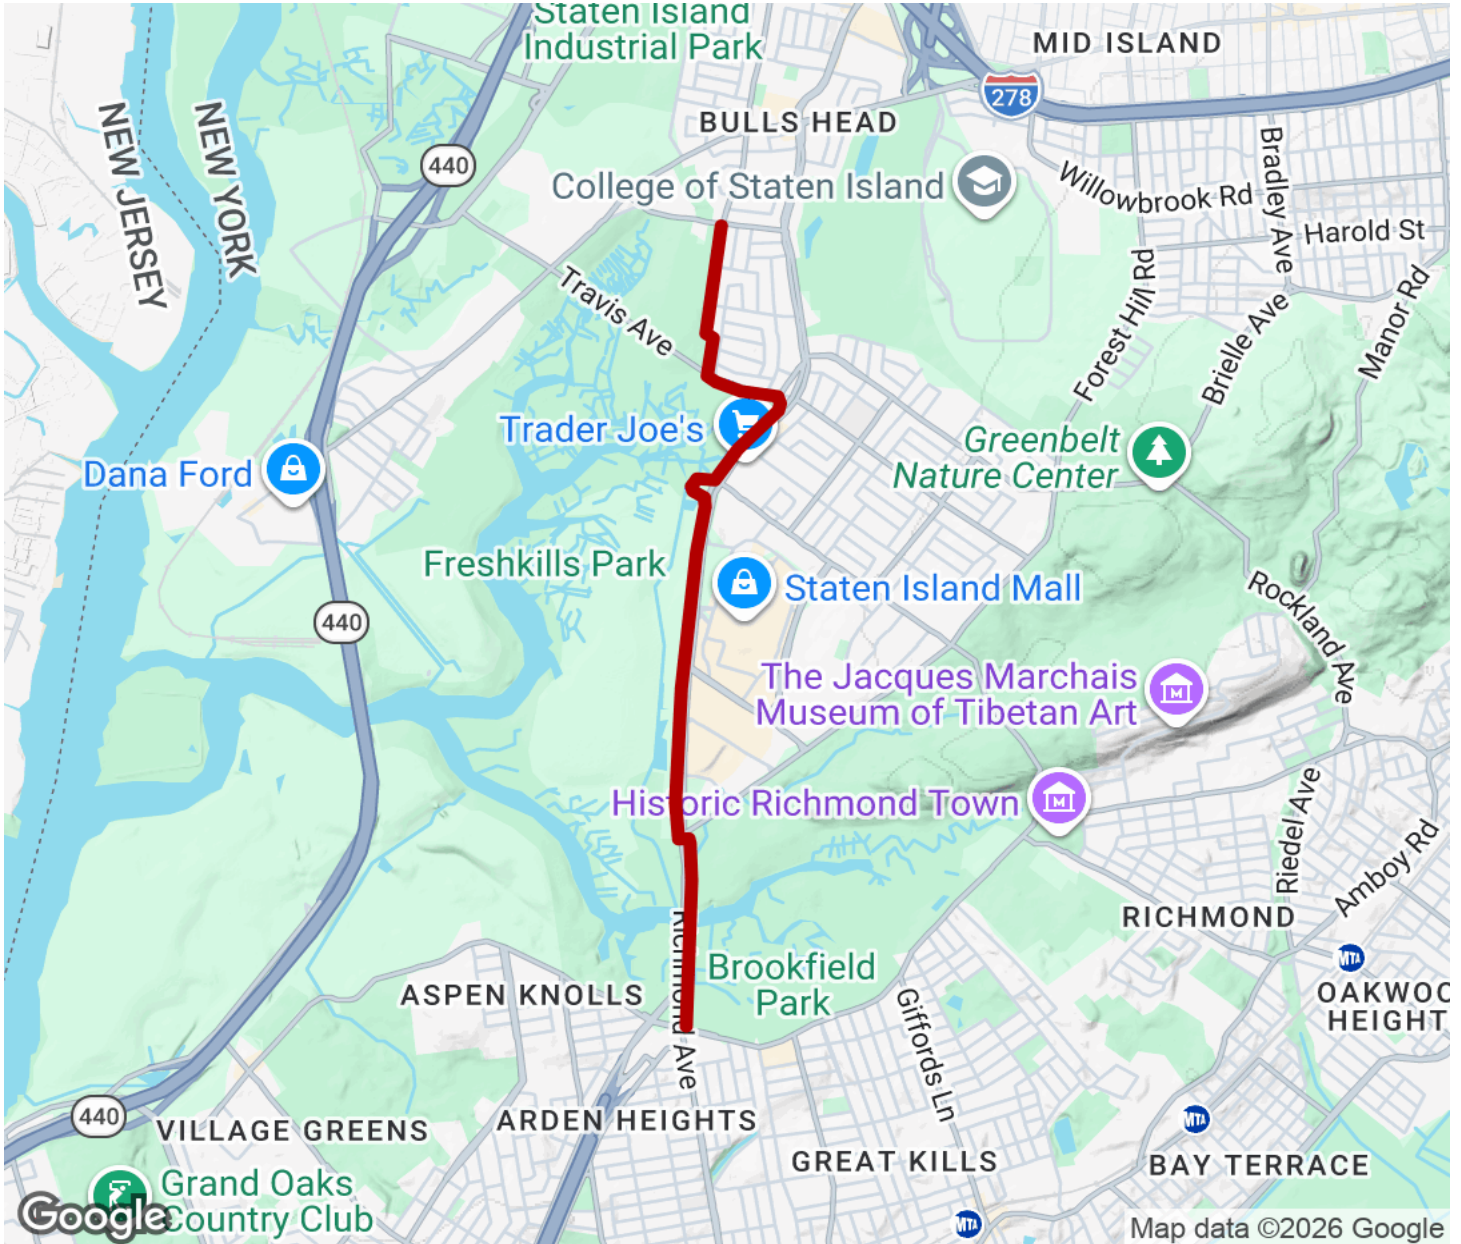 Staten Island
Industrial Park
MID ISLAND
278
BULLS HEAD
NEW JERSEY
NEW YORK
440
College of Staten Island
Willowbrook Rd
Bradley Ave
Harold St
Travis Ave
Forest Hill Rd
Brielle Ave
Manor Rd
Trader Joe's
Dana Ford
Greenbelt
Nature Center
Freshkills Park
Staten Island Mall
440
Rockland Ave
The Jacques Marchais
Museum of Tibetan Art
Historic Richmond Town
Riedel Ave
Amboy Rd
Richmond Ave
RICHMOND
Brookfield
Park
MTA
ASPEN KNOLLS
Giffords Ln
OAKWOO
HEIGHT
440
VILLAGE GREENS
ARDEN HEIGHTS
MTA
GREAT KILLS
BAY TERRACE
Grand Oaks
Country Club
Google
MTA
Map data ©2026 Google